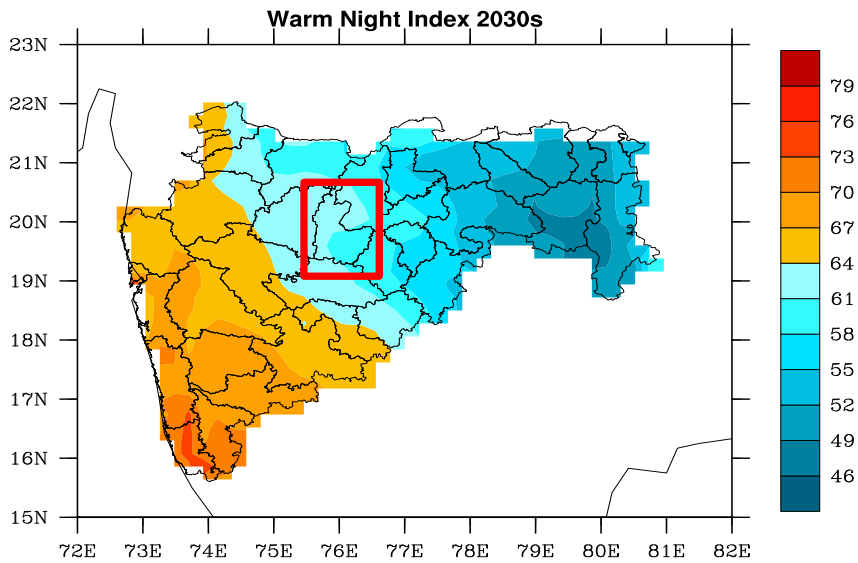 Warm Night Index 2030s
23N
22N
21N
20N
19N
18N
17N
16N
15N
72E 73E 74E 75E 76E 77E 78E 79E 80E 81E 82E
79
76
73
70
67
64
61
58
55
52
49
46